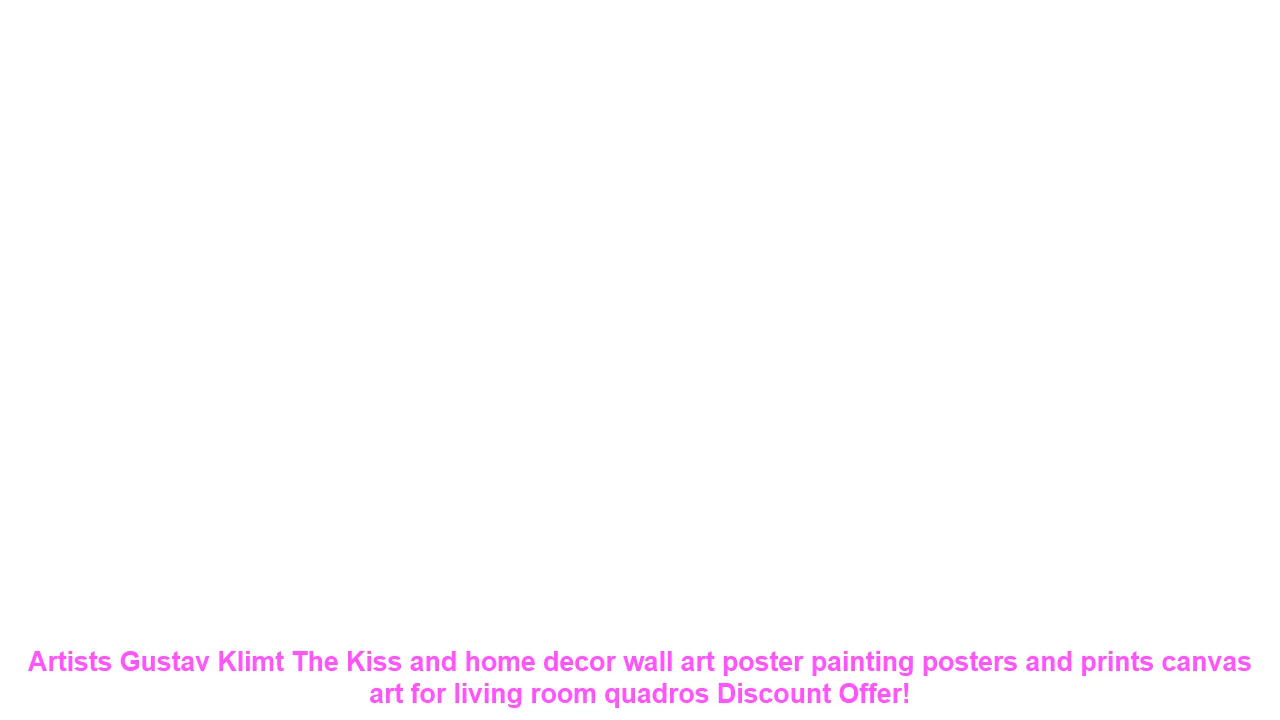 Artists Gustav Klimt The Kiss and home decor wall art poster painting posters and prints canvas
art for living room quadros Discount Offer!